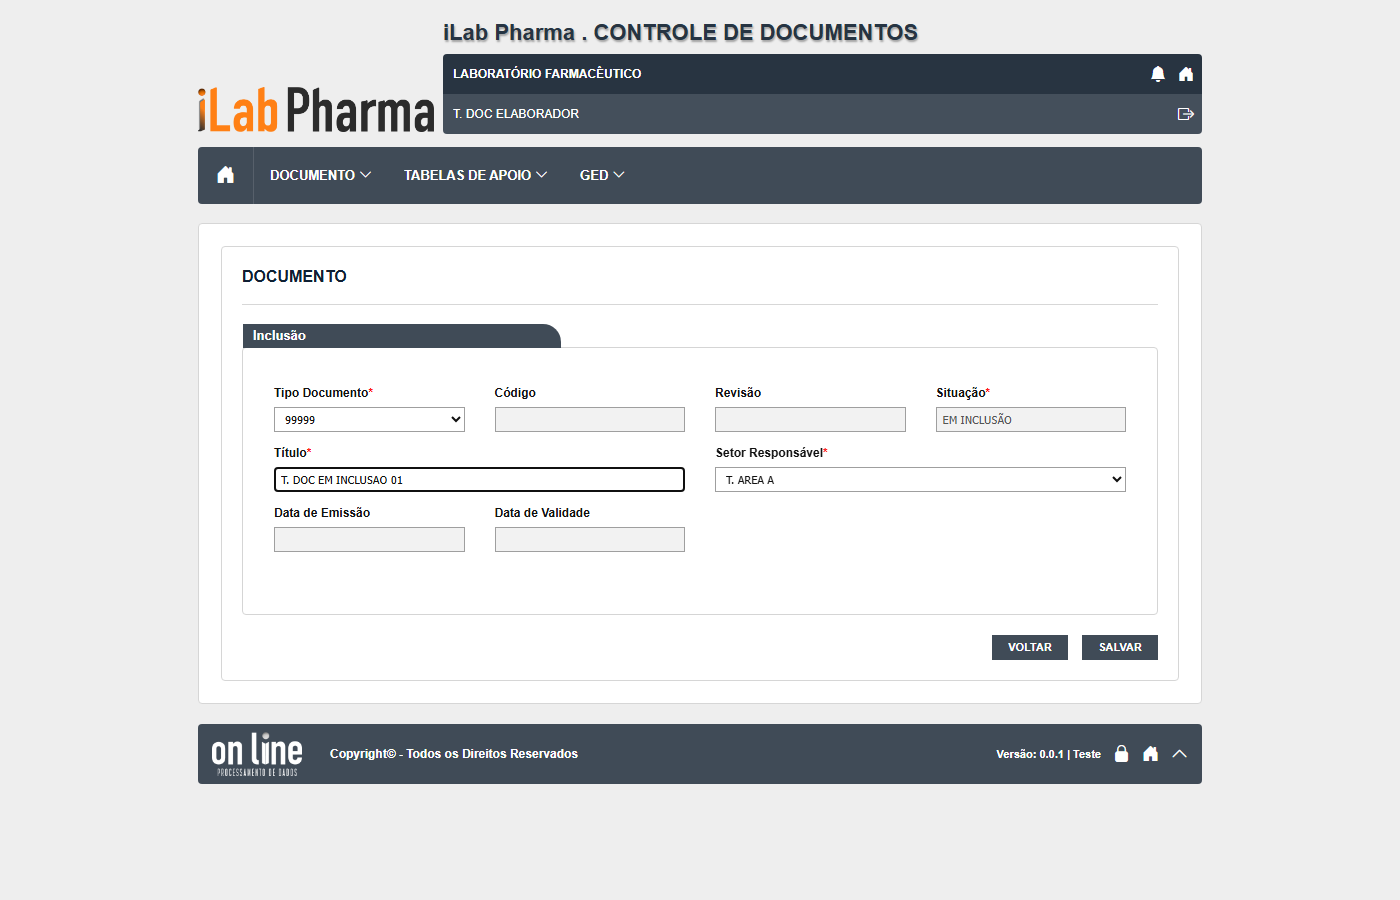 iLab Pharma . CONTROLE DE DOCUMENTOS
LABORATÓRIO FARMACÊUTICO
iLab Pharma
T. DOC ELABORADOR
DOCUMENTO
TABELAS DE APOIO
GED
DOCUMENTO
Inclusão
Tipo Documento*
Código
Revisão
Situação*
99999
EM INCLUSÃO
Título*
Setor Responsável*
T. DOC EM INCLUSAO 01
T. AREA A
Data de Emissão
Data de Validade
VOLTAR
SALVAR
on line
PROCESSAMENTO DE DADOS
Copyright© - Todos os Direitos Reservados
Versão: 0.0.1 | Teste